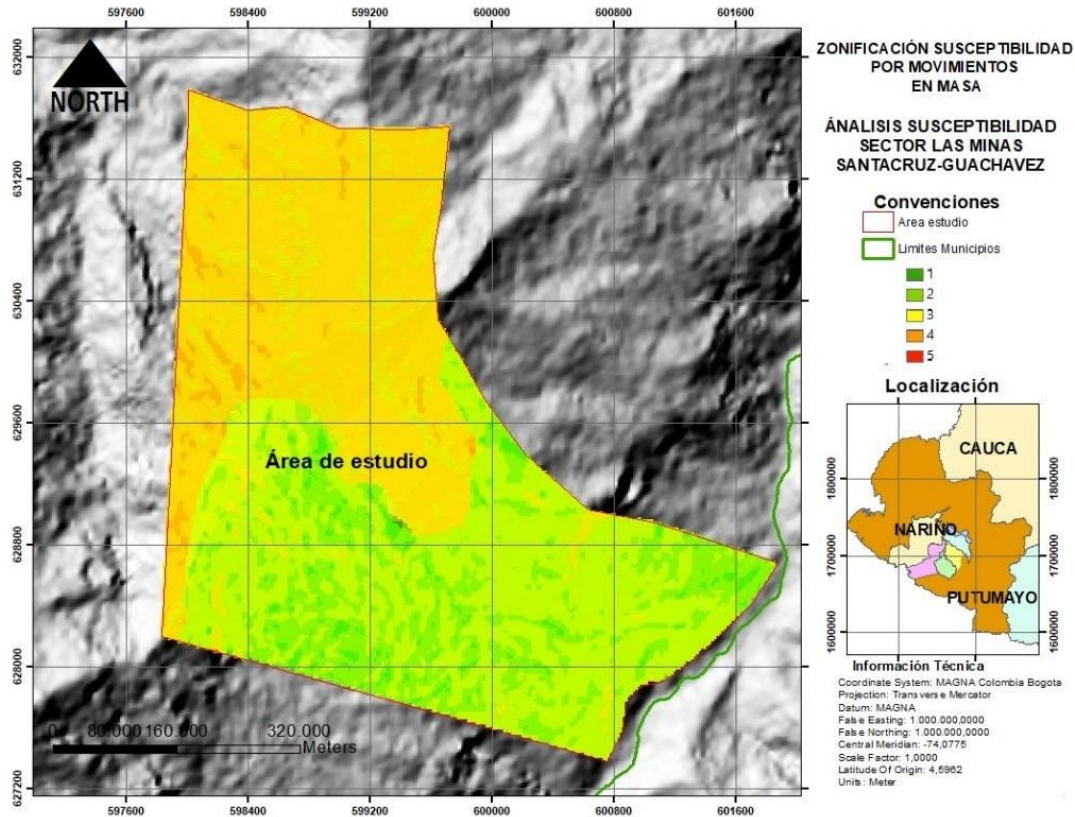 597600 598400 599200 600000 600800 601600
632000
631200
630400
629600
628800
628000
627200
NORTH
Área de estudio
0 80.000 160.000 320.000
Meters
597600 598400 599200 600000 600800 601600
ZONIFICACIÓN SUSCEPTIBILIDAD
POR MOVIMIENTOS
EN MASA
ÁNALISIS SUSCEPTIBILIDAD
SECTOR LAS MINAS
SANTACRUZ-GUACHAVEZ
Convenciones
Area estudio
Limites Municipios
1
2
3
4
5
Localización
1800000
1700000
1600000
CAUCA
NARIÑO
PUTUMAYO
1800000
1700000
1600000
Información Técnica
Coordinate System: MAGNA Colombia Bogota
Projection: Transverse Mercator
Datum: MAGNA
False Easting: 1.000.000,0000
False Northing: 1.000.000,0000
Central Meridian: -74,0775
Scale Factor: 1,0000
Latitude Of Origin: 4,5962
Units: Meter